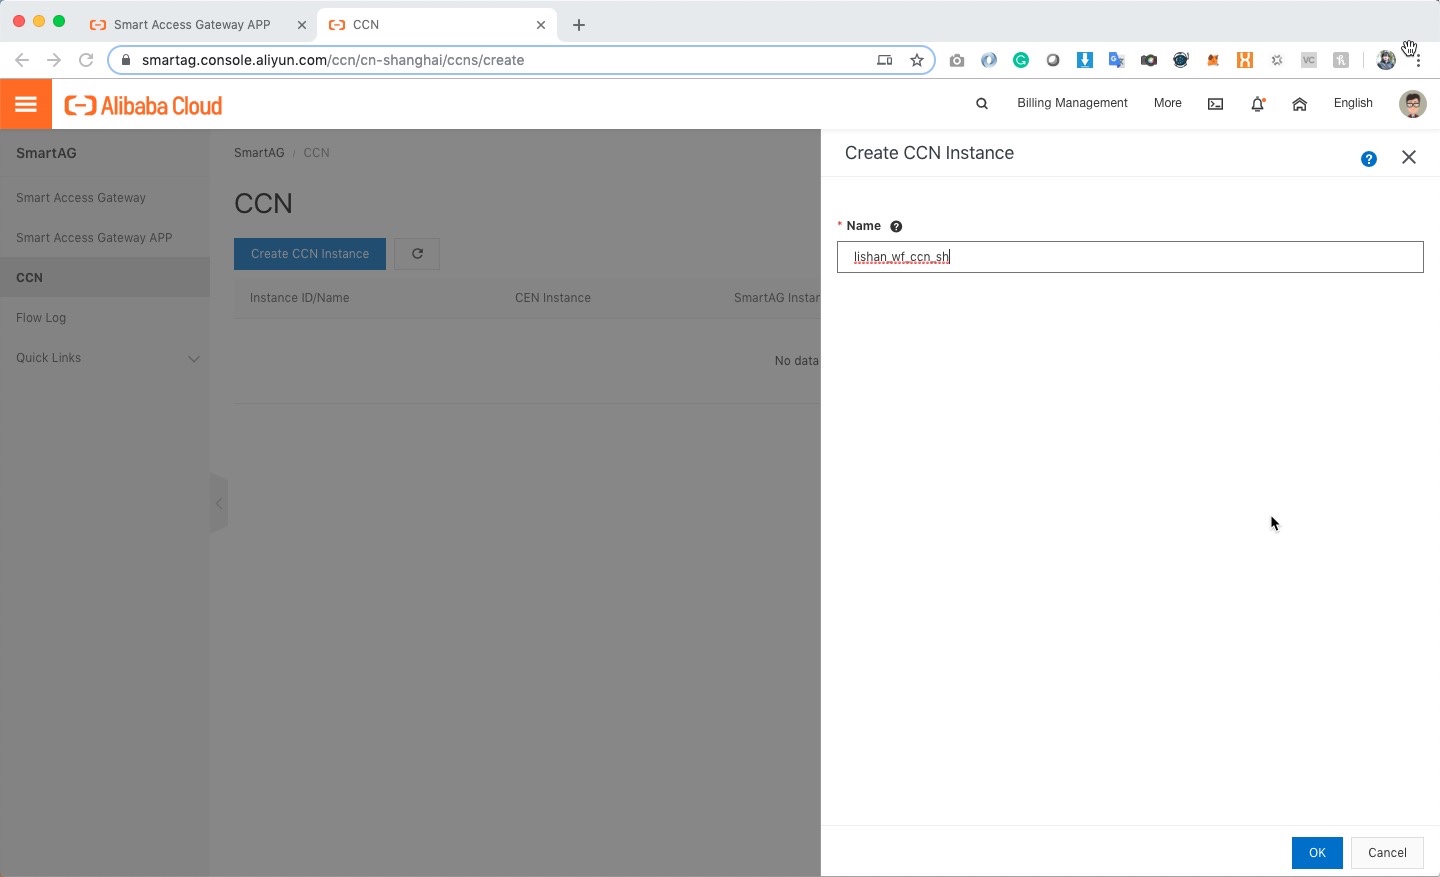 Smart Access Gateway APP
CCN
smartag.console.aliyun.com/ccn/cn-shanghai/ccns/create
VC
Alibaba Cloud
Billing Management
More
English
SmartAG
Smart Access Gateway
Smart Access Gateway APP
CCN
Flow Log
Quick Links
SmartAG / CCN
CCN
Create CCN Instance
Instance ID/Name
CEN Instance
SmartAG Instar
No data
Create CCN Instance
?
* Name ?
lishan_wf_ccn_sh
OK
Cancel